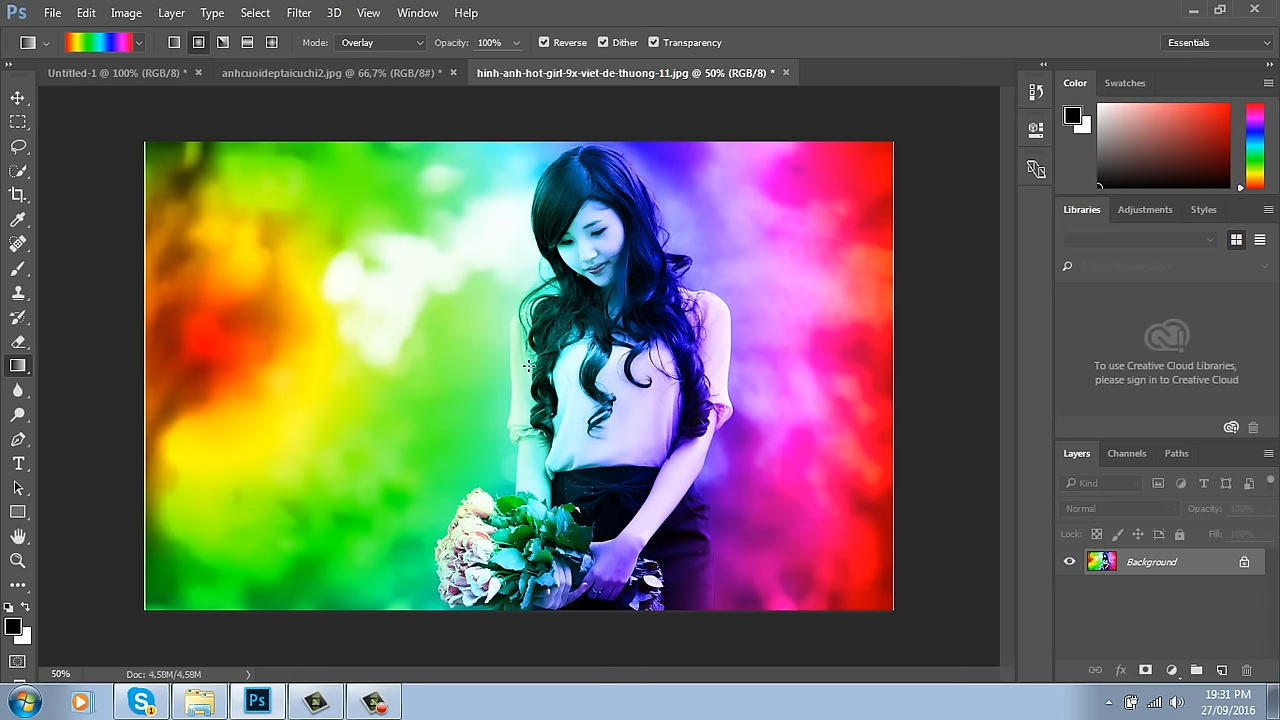 Ps File Edit Image Layer Type Select Filter 3D View Window Help
Mode: Overlay Opacity: 100% Reverse Dither Transparency Essentials
Untitled-1 @ 100% (RGB/8) * anhcuoideptaicuchi2.jpg @ 66,7% (RGB/8#) * hinh-anh-hot-girl-9x-viet-de-thuong-11.jpg @ 50% (RGB/8) *
Color Swatches
Libraries Adjustments Styles
To use Creative Cloud Libraries,
please sign in to Creative Cloud
Layers Channels Paths
Kind
Normal Opacity: 100%
Lock: Fill: 100%
Background
50% Doc: 4,58M/4,58M
Ps
19:31 PM
27/09/2016